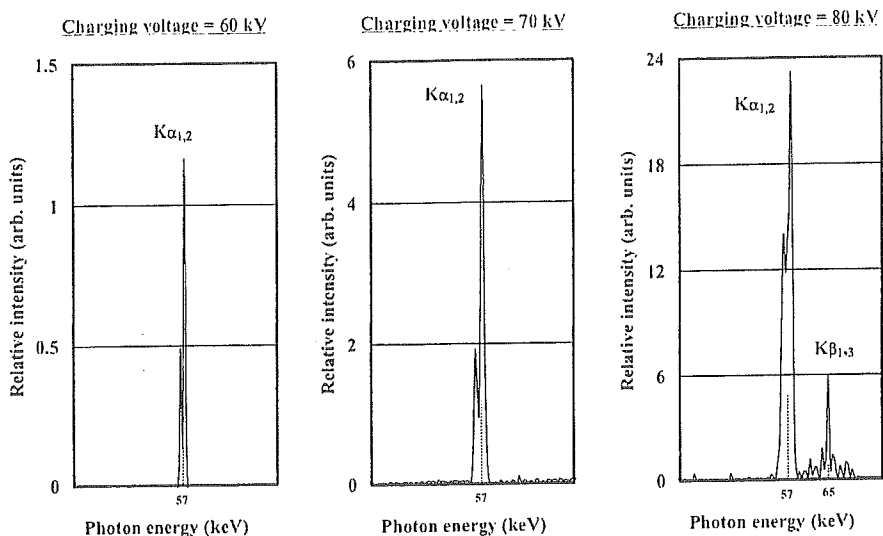 Charging voltage = 60 kV
1.5
1
0.5
0
Kα1,2
57
Relative intensity (arb. units)
Photon energy (keV)
Charging voltage = 70 kV
6
4
2
0
Kα1,2
57
Relative intensity (arb. units)
Photon energy (keV)
Charging voltage = 80 kV
24
18
12
6
0
Kα1,2
Kβ1,3
57
65
Relative intensity (arb. units)
Photon energy (keV)